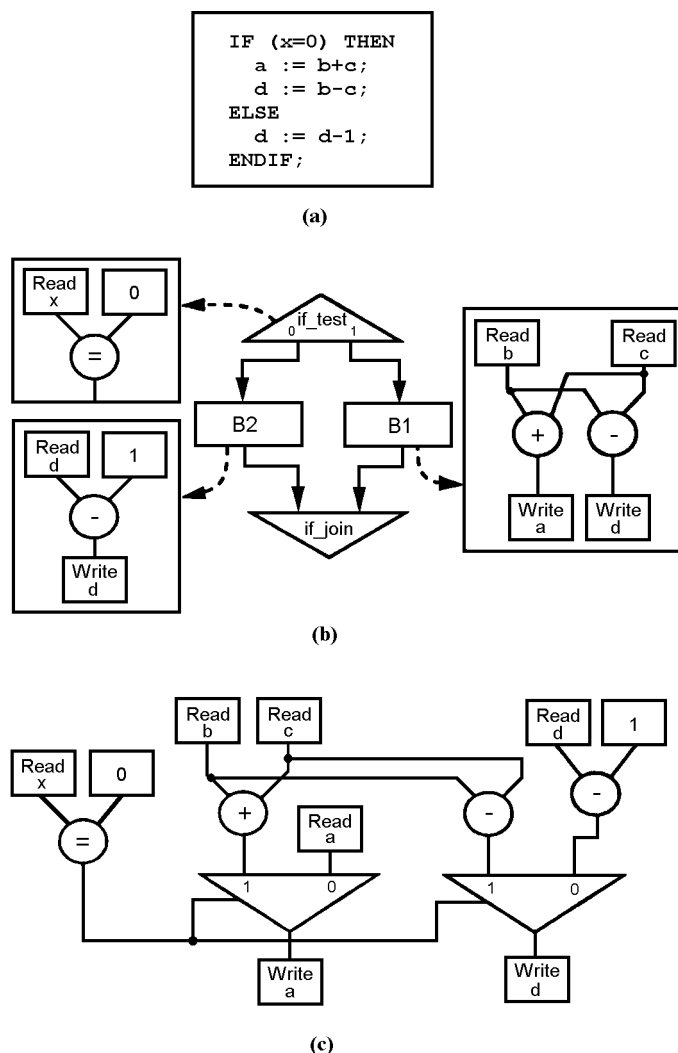 IF (x=0) THEN
a := b+c;
d := b-c;
ELSE
d := d-1;
ENDIF;
(a)
Read
x
0
=
if_test
0
1
B2
B1
if_join
Read
d
1
-
Write
d
Read
b
Read
c
+
-
Write
a
Write
d
(b)
Read
x
0
=
Read
b
Read
c
+
Read
a
1
0
Write
a
Read
d
1
-
-
1
0
Write
d
(c)